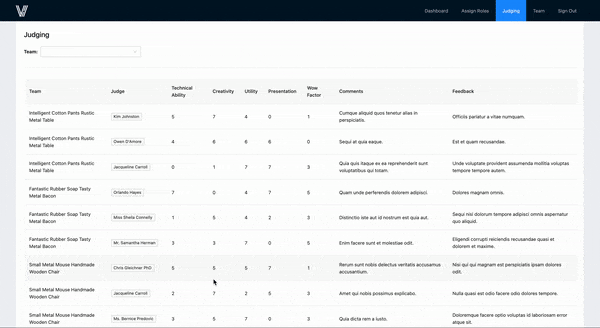 Dashboard Assign Roles Judging Team Sign Out
Judging
Team:
Team Judge Technical Ability Creativity Utility Presentation Wow Factor Comments Feedback
Intelligent Cotton Pants Rustic Metal Table Kim Johnston 5 7 4 0 1 Cumque aliquid quos tenetur alias in perspiciatis. Officiis pariatur a vitae numquam.
Intelligent Cotton Pants Rustic Metal Table Owen D'Amore 4 6 6 6 0 Sequi at quia eaque. Est et quam recusandae.
Intelligent Cotton Pants Rustic Metal Table Jacqueline Carroll 0 1 7 7 3 Quia quis itaque ex ea reprehenderit sunt voluptatibus qui totam. Unde voluptate provident assumenda mollitia voluptas tempore tempore autem.
Fantastic Rubber Soap Tasty Metal Bacon Orlando Hayes 7 0 4 7 5 Quam unde perferendis dolorem adipisci. Dolores magnam omnis.
Fantastic Rubber Soap Tasty Metal Bacon Miss Sheila Connelly 1 5 4 2 3 Distinctio iste aut id nostrum est quia aut. Sequi nisi dolorum tempore adipisci omnis aspernatur quo aliquid.
Fantastic Rubber Soap Tasty Metal Bacon Mr. Samantha Herman 3 3 7 0 5 Enim facere sunt et molestiae odit. Eligendi corrupti reiciendis recusandae quasi et dolorem et maxime.
Small Metal Mouse Handmade Wooden Chair Chris Gleichner PhD 5 5 5 7 1 Rerum sunt nobis delectus veritatis accusamus accusantium. Nisi qui qui magnam est perspiciatis ipsam dolores odit.
Small Metal Mouse Handmade Wooden Chair Jacqueline Carroll 2 7 2 5 3 Amet qui nobis possimus explicabo. Nulla quasi est odio facere odio dolores tempore.
Small Metal Mouse Handmade Wooden Chair Ms. Bernice Predovic 3 5 7 0 3 Quia dicta rem a iusto. Doloremque facere optio voluptas id laboriosam error atque sit.